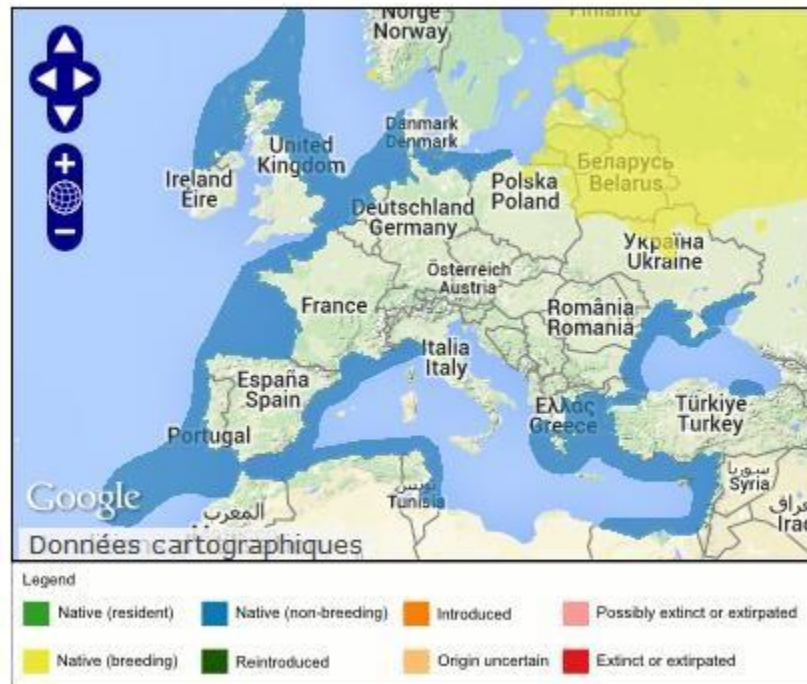 Norge
Norway
Finland
Danmark
Denmark
United
Kingdom
Ireland
Éire
Беларусь
Belarus
Polska
Poland
Deutschland
Germany
Україна
Ukraine
Österreich
Austria
France
România
Romania
Italia
Italy
España
Spain
Ελλάς
Greece
Türkiye
Turkey
Portugal
سوريا
Syria
Google
المغرب
تونس
Tunisia
Données cartographiques
Legend
Native (resident)
Native (non-breeding)
Introduced
Possibly extinct or extirpated
Native (breeding)
Reintroduced
Origin uncertain
Extinct or extirpated